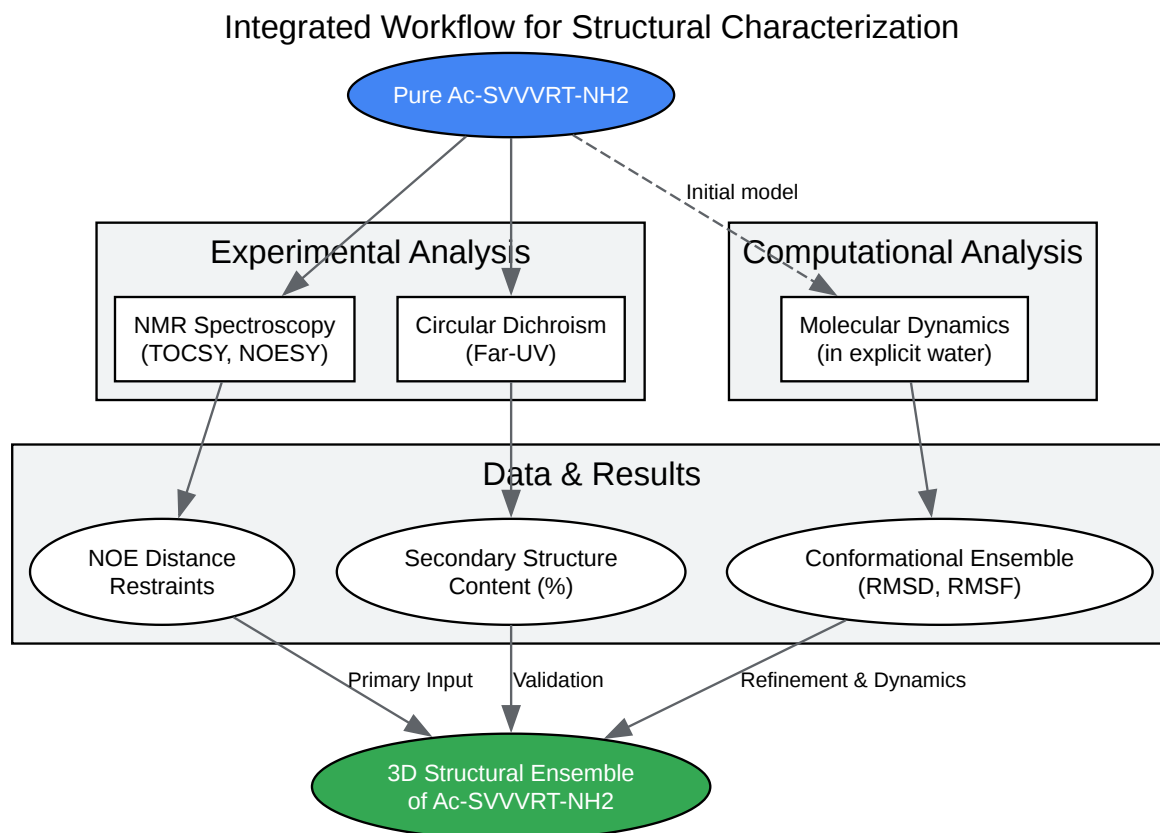 Integrated Workflow for Structural Characterization
Pure Ac-SVVVRT-NH2
Initial model
Experimental Analysis
Computational Analysis
NMR Spectroscopy
(TOCSY, NOESY)
Circular Dichroism
(Far-UV)
Molecular Dynamics
(in explicit water)
Data & Results
NOE Distance
Restraints
Secondary Structure
Content (%)
Conformational Ensemble
(RMSD, RMSF)
Primary Input
Validation
Refinement & Dynamics
3D Structural Ensemble
of Ac-SVVVRT-NH2